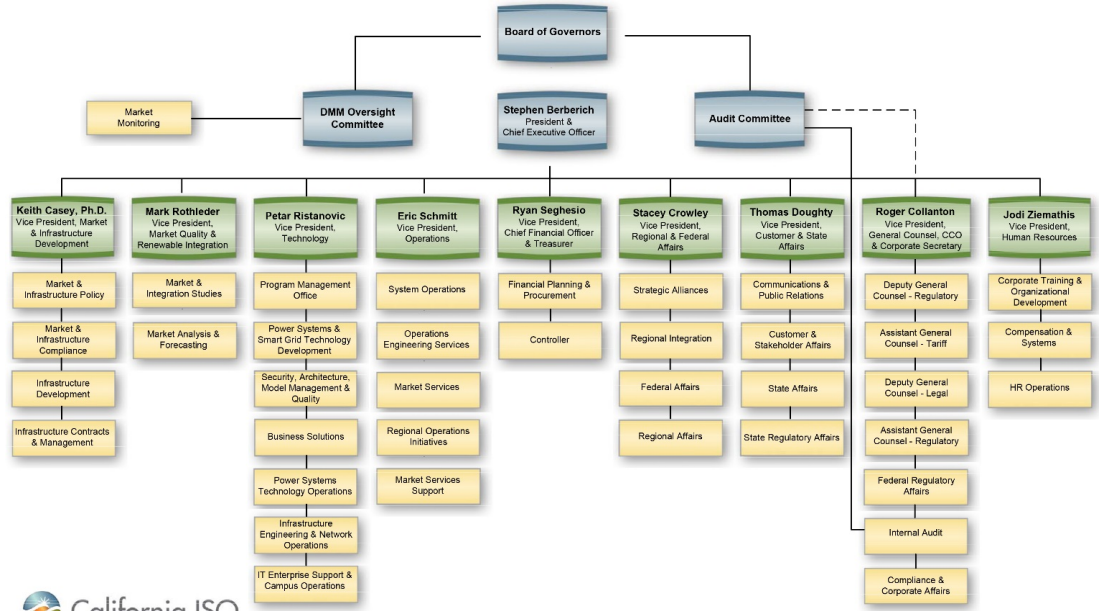 Board of Governors
Market
Monitoring
DMM Oversight
Committee
Stephen Berberich
President &
Chief Executive Officer
Audit Committee
Keith Casey, Ph.D.
Vice President, Market
& Infrastructure
Development
Market &
Infrastructure Policy
Market &
Infrastructure
Compliance
Infrastructure
Development
Infrastructure Contracts
& Management
Mark Rothleder
Vice President,
Market Quality &
Renewable Integration
Market &
Integration Studies
Market Analysis &
Forecasting
Petar Ristanovic
Vice President,
Technology
Program Management
Office
Power Systems &
Smart Grid Technology
Development
Security, Architecture,
Model Management &
Quality
Business Solutions
Power Systems
Technology Operations
Infrastructure
Engineering & Network
Operations
IT Enterprise Support &
Campus Operations
Eric Schmitt
Vice President,
Operations
System Operations
Operations
Engineering Services
Market Services
Regional Operations
Initiatives
Market Services
Support
Ryan Seghesio
Vice President,
Chief Financial Officer
& Treasurer
Financial Planning &
Procurement
Controller
Stacey Crowley
Vice President,
Regional & Federal
Affairs
Strategic Alliances
Regional Integration
Federal Affairs
Regional Affairs
Thomas Doughty
Vice President,
Customer & State
Affairs
Communications &
Public Relations
Customer &
Stakeholder Affairs
State Affairs
State Regulatory Affairs
Roger Collanton
Vice President,
General Counsel, CCO
& Corporate Secretary
Deputy General
Counsel - Regulatory
Assistant General
Counsel - Tariff
Deputy General
Counsel - Legal
Assistant General
Counsel - Regulatory
Federal Regulatory
Affairs
Internal Audit
Compliance &
Corporate Affairs
Jodi Ziemathis
Vice President,
Human Resources
Corporate Training &
Organizational
Development
Compensation &
Systems
HR Operations
California ISO